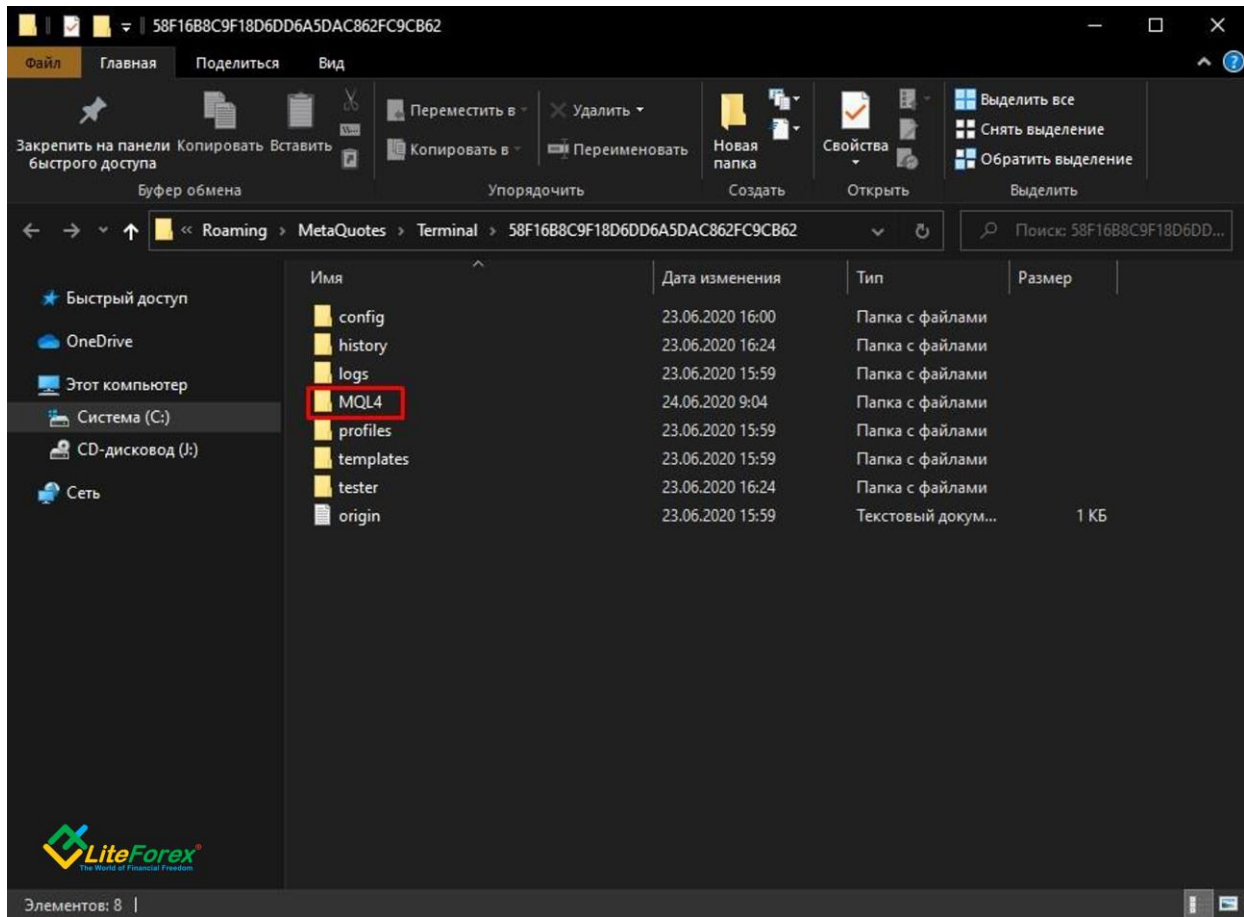 58F16B8C9F18D6DD6A5DAC862FC9CB62
Файл Главная Поделиться Вид
Закрепить на панели быстрого доступа
Копировать
Вставить
Переместить в
Копировать в
Удалить
Переименовать
Новая папка
Свойства
Выделить все
Снять выделение
Обратить выделение
Буфер обмена Упорядочить Создать Открыть Выделить
« Roaming › MetaQuotes › Terminal › 58F16B8C9F18D6DD6A5DAC862FC9CB62
Поиск: 58F16B8C9F18D6DD...
Быстрый доступ
OneDrive
Этот компьютер
Система (C:)
CD-дисковод (J:)
Сеть
Имя Дата изменения Тип Размер
config 23.06.2020 16:00 Папка с файлами
history 23.06.2020 16:24 Папка с файлами
logs 23.06.2020 15:59 Папка с файлами
MQL4 24.06.2020 9:04 Папка с файлами
profiles 23.06.2020 15:59 Папка с файлами
templates 23.06.2020 15:59 Папка с файлами
tester 23.06.2020 16:24 Папка с файлами
origin 23.06.2020 15:59 Текстовый докум... 1 КБ
LiteForex®
The World of Financial Freedom
Элементов: 8